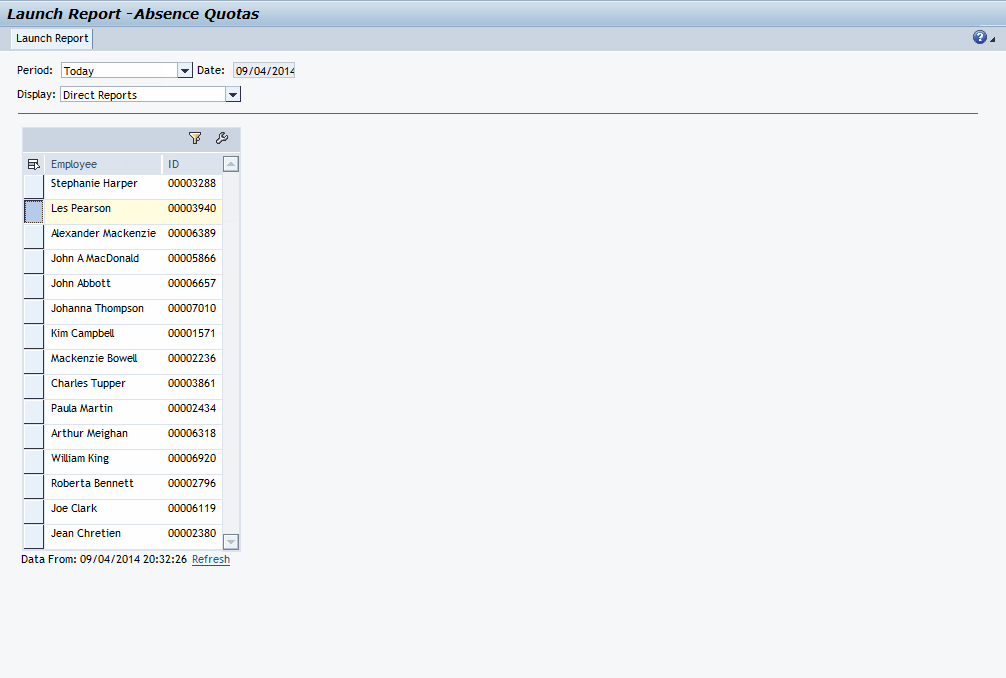 Launch Report -Absence Quotas
Launch Report
Period: Today Date: 09/04/2014
Display: Direct Reports
Employee ID
Stephanie Harper 00003288
Les Pearson 00003940
Alexander Mackenzie 00006389
John A MacDonald 00005866
John Abbott 00006657
Johanna Thompson 00007010
Kim Campbell 00001571
Mackenzie Bowell 00002236
Charles Tupper 00003861
Paula Martin 00002434
Arthur Meighan 00006318
William King 00006920
Roberta Bennett 00002796
Joe Clark 00006119
Jean Chretien 00002380
Data From: 09/04/2014 20:32:26 Refresh